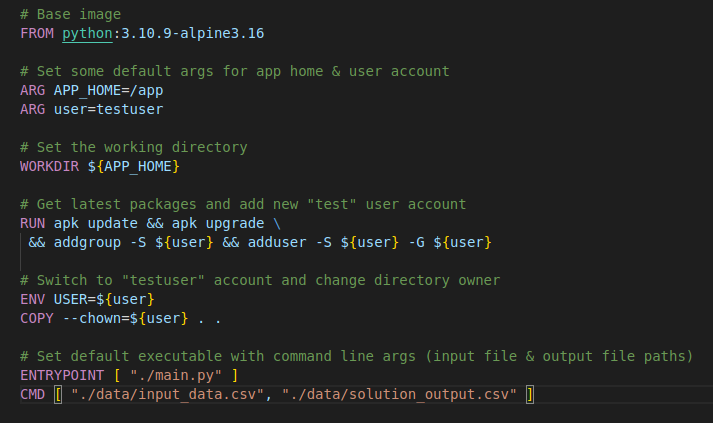 # Base image
FROM python:3.10.9-alpine3.16
# Set some default args for app home & user account
ARG APP_HOME=/app
ARG user=testuser
# Set the working directory
WORKDIR ${APP_HOME}
# Get latest packages and add new "test" user account
RUN apk update && apk upgrade \
&& addgroup -S ${user} && adduser -S ${user} -G ${user}
# Switch to "testuser" account and change directory owner
ENV USER=${user}
COPY --chown=${user} . .
# Set default executable with command line args (input file & output file paths)
ENTRYPOINT [ "./main.py" ]
CMD [ "./data/input_data.csv", "./data/solution_output.csv" ]